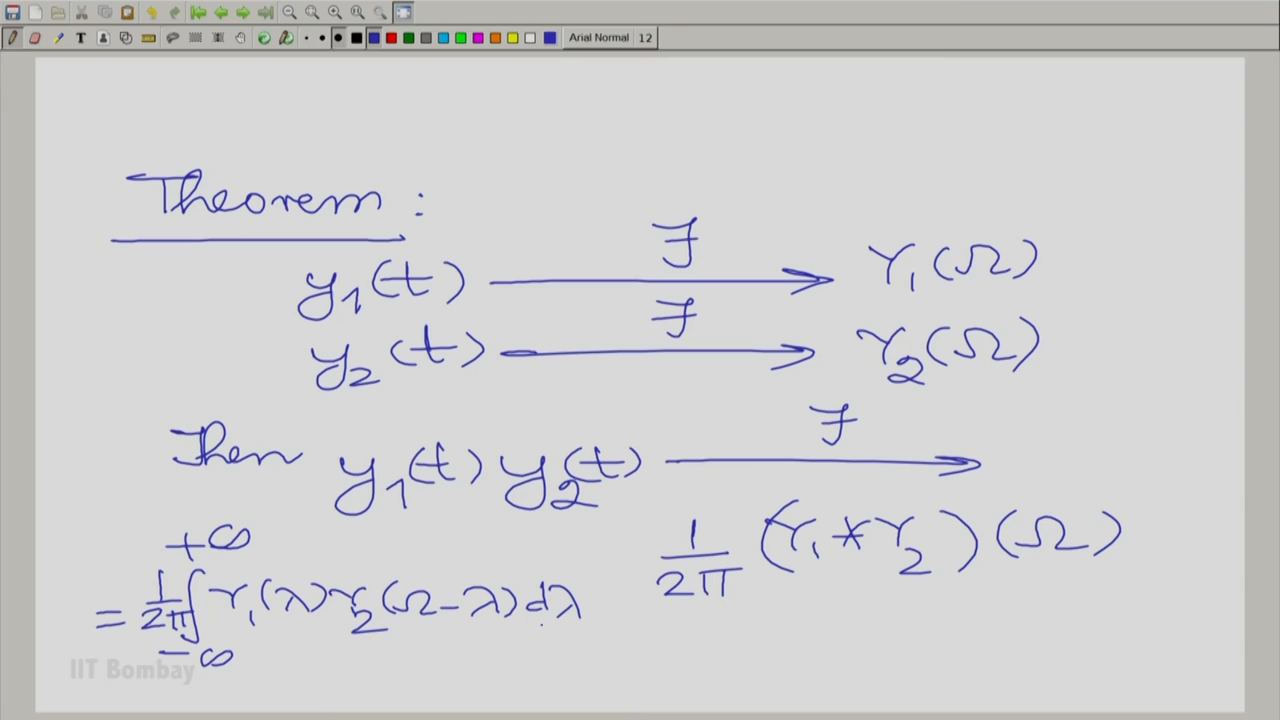 Arial Normal 12
Theorem :
y₁(t) ℱ Y₁(Ω)
y₂(t) ℱ Y₂(Ω)
Then y₁(t) y₂(t) ℱ
1/2π (Y₁ * Y₂)(Ω)
= 1/2π ∫_{-∞}^{+∞} Y₁(λ) Y₂(Ω-λ) dλ
IIT Bombay